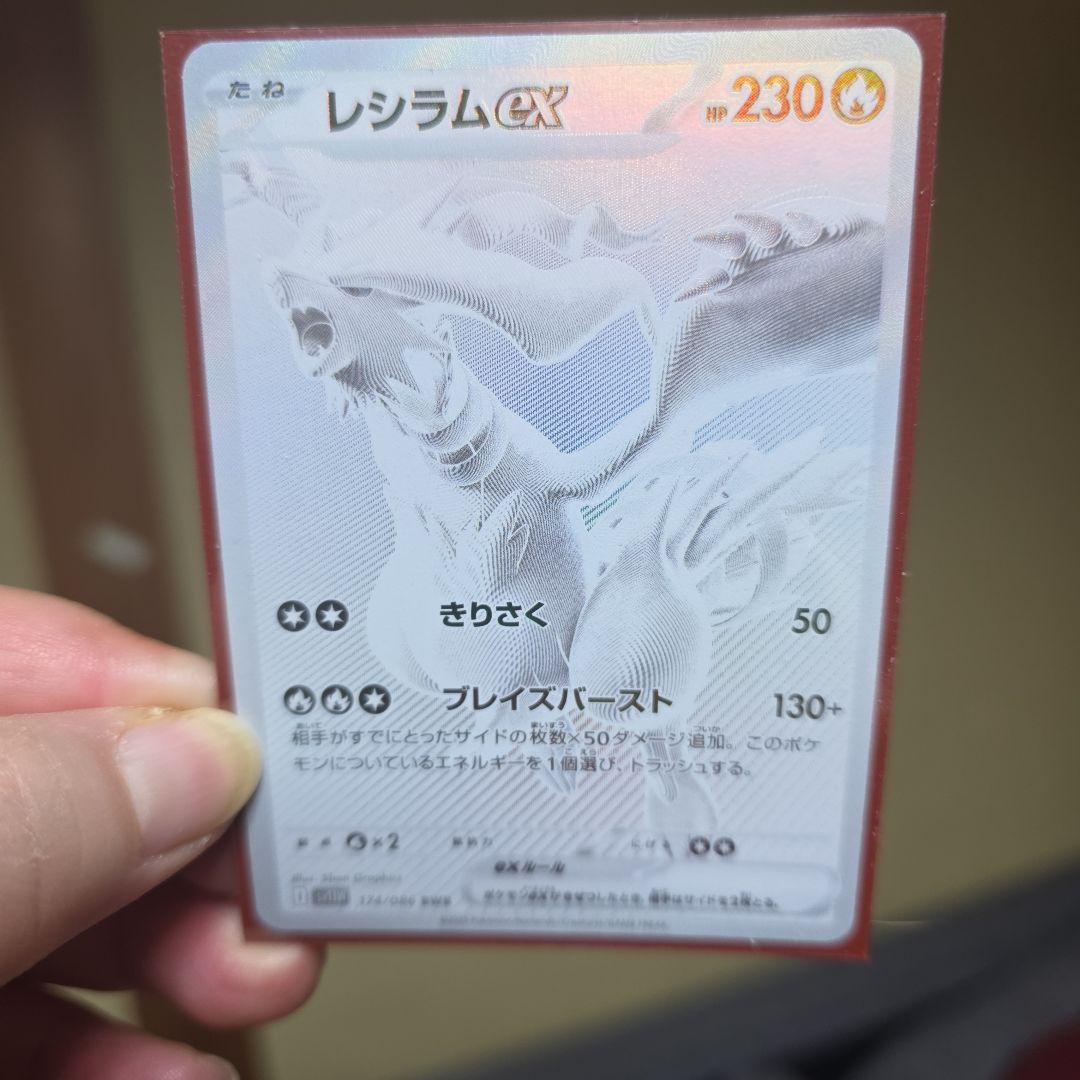 たね レシラムex HP230
きりさく 50
ブレイズバースト 130+
相手がすでにとったサイドの枚数×50ダメージ追加。このポケ
モンについているエネルギーを1個選び、トラッシュする。
×2
exルール
174/086 BWR